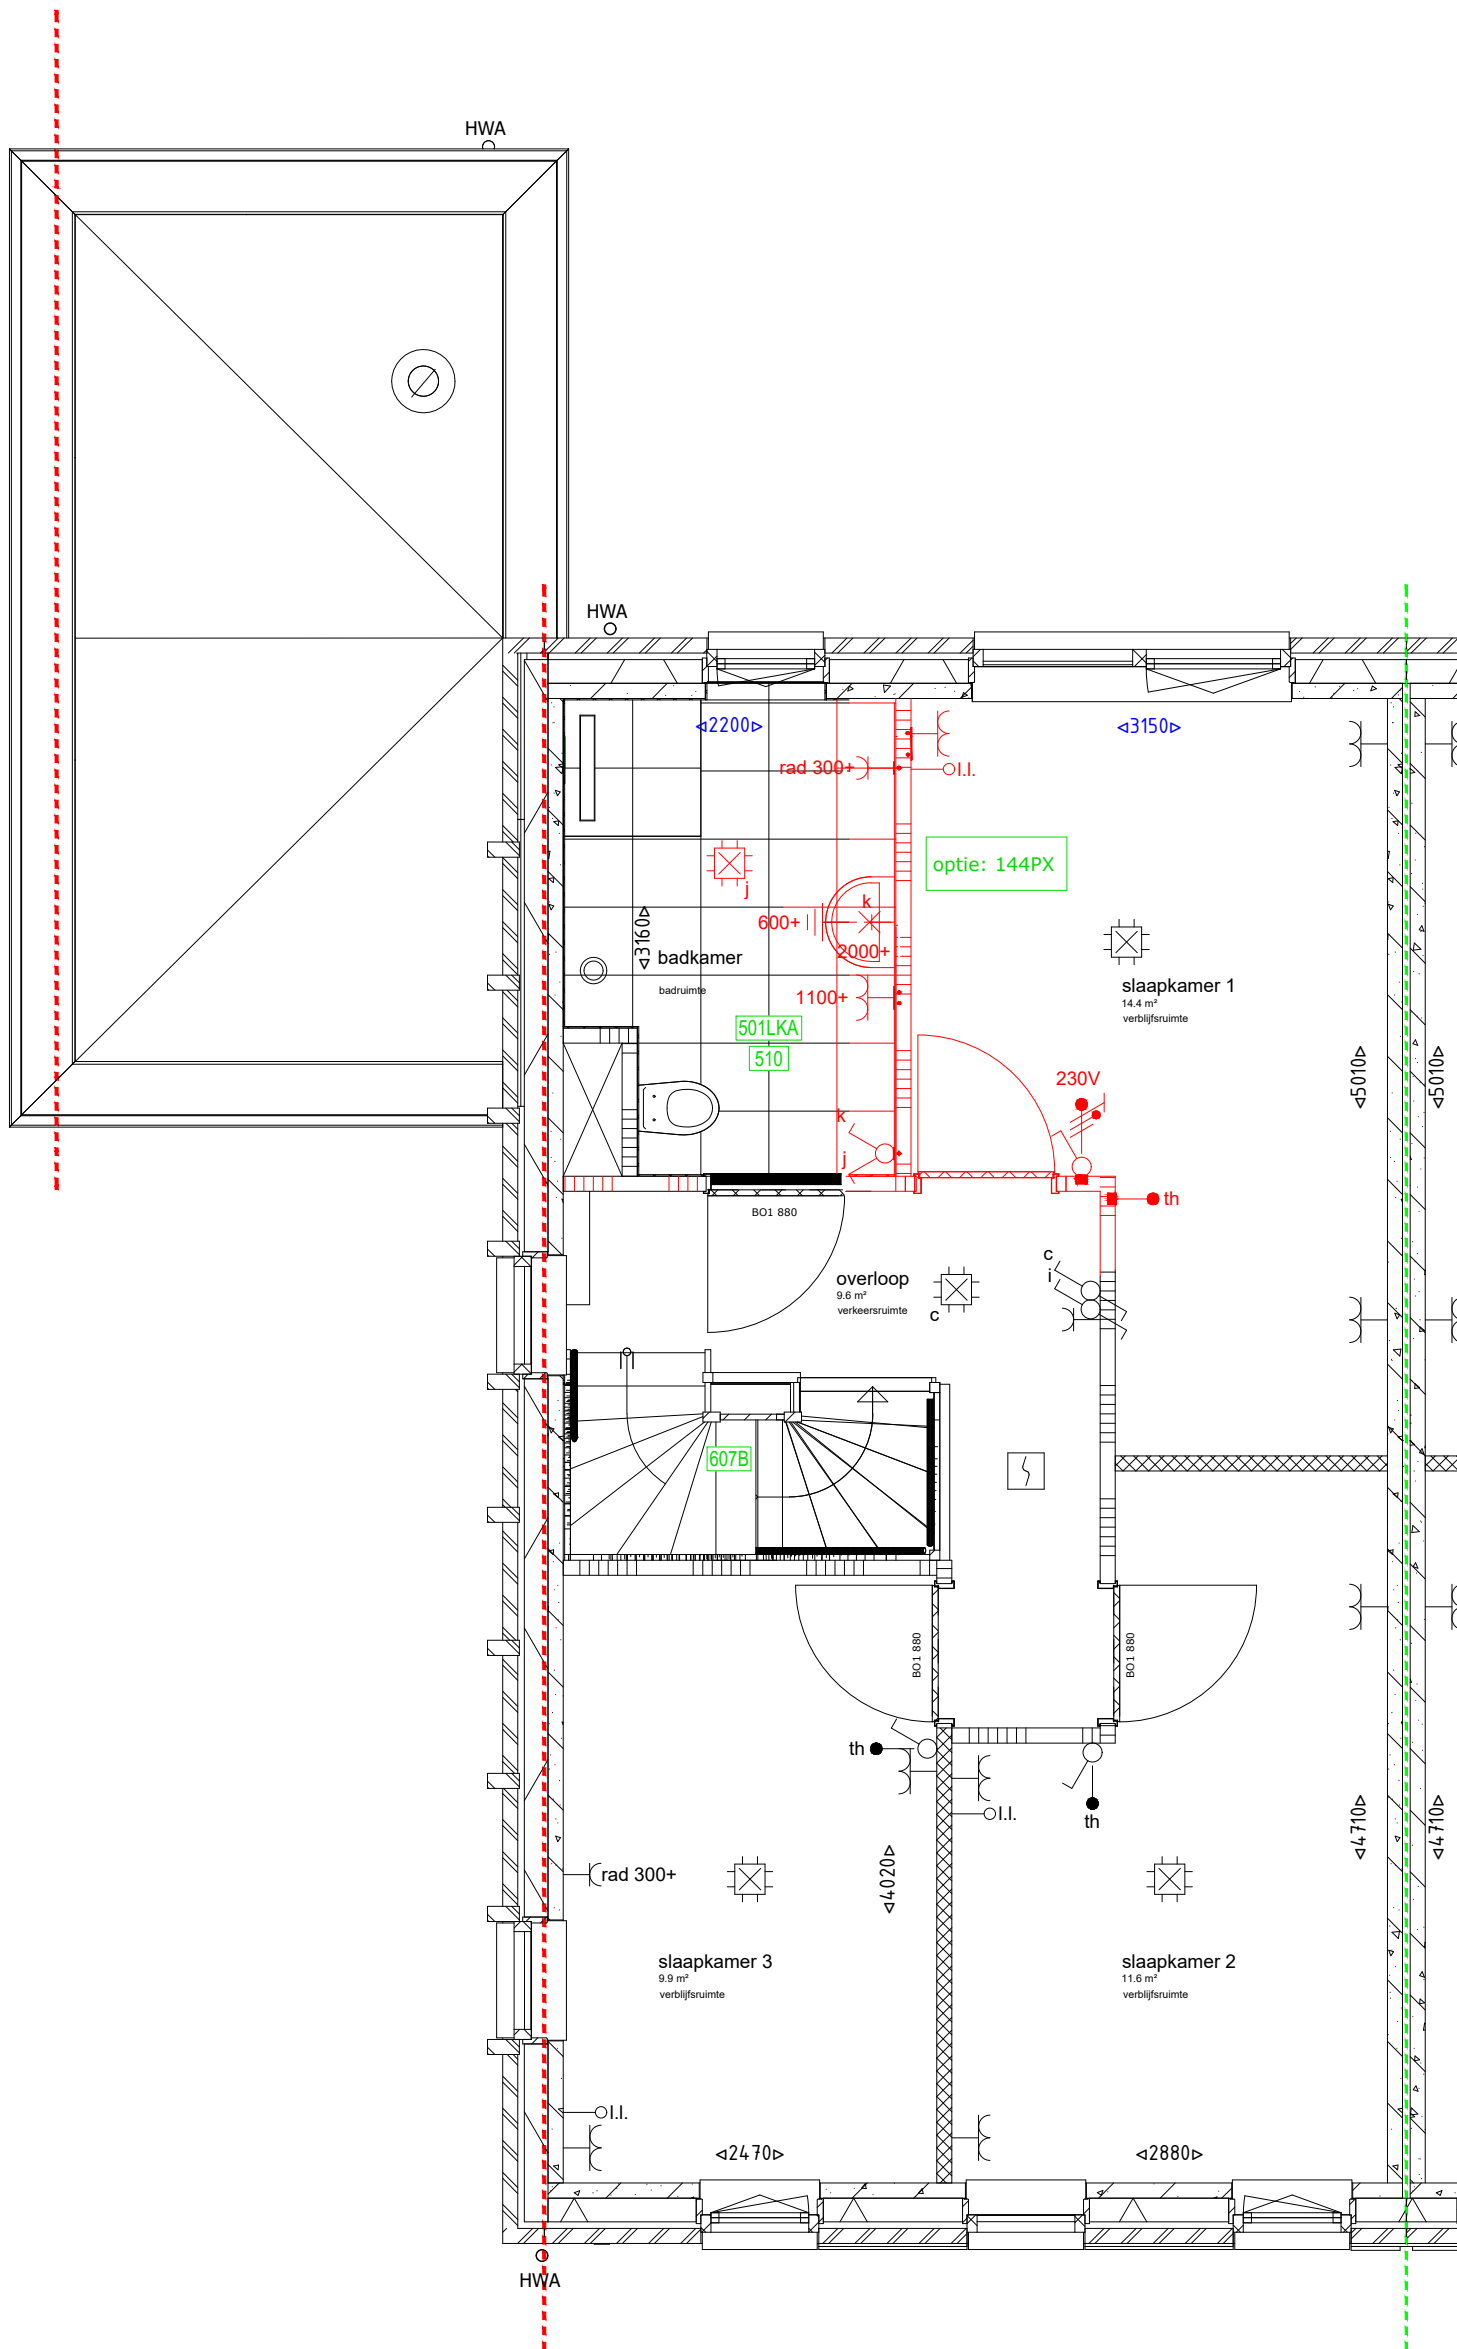 HWA
HWA
◁2200▷
◁3150▷
rad 300+
l.l.
optie: 144PX
j
k
600+
2000+
◁3160▷
badkamer
badruimte
1100+
slaapkamer 1
14.4 m²
verblijfsruimte
501LKA
510
◁5010▷
◁5010▷
230V
k
j
th
BO1 880
c
i
overloop
9.6 m²
verkeersruimte
c
607B
BO1 880
BO1 880
th
l.l.
th
◁4710▷
◁4710▷
rad 300+
◁4020▷
slaapkamer 3
9.9 m²
verblijfsruimte
slaapkamer 2
11.6 m²
verblijfsruimte
l.l.
◁2470▷
◁2880▷
HWA